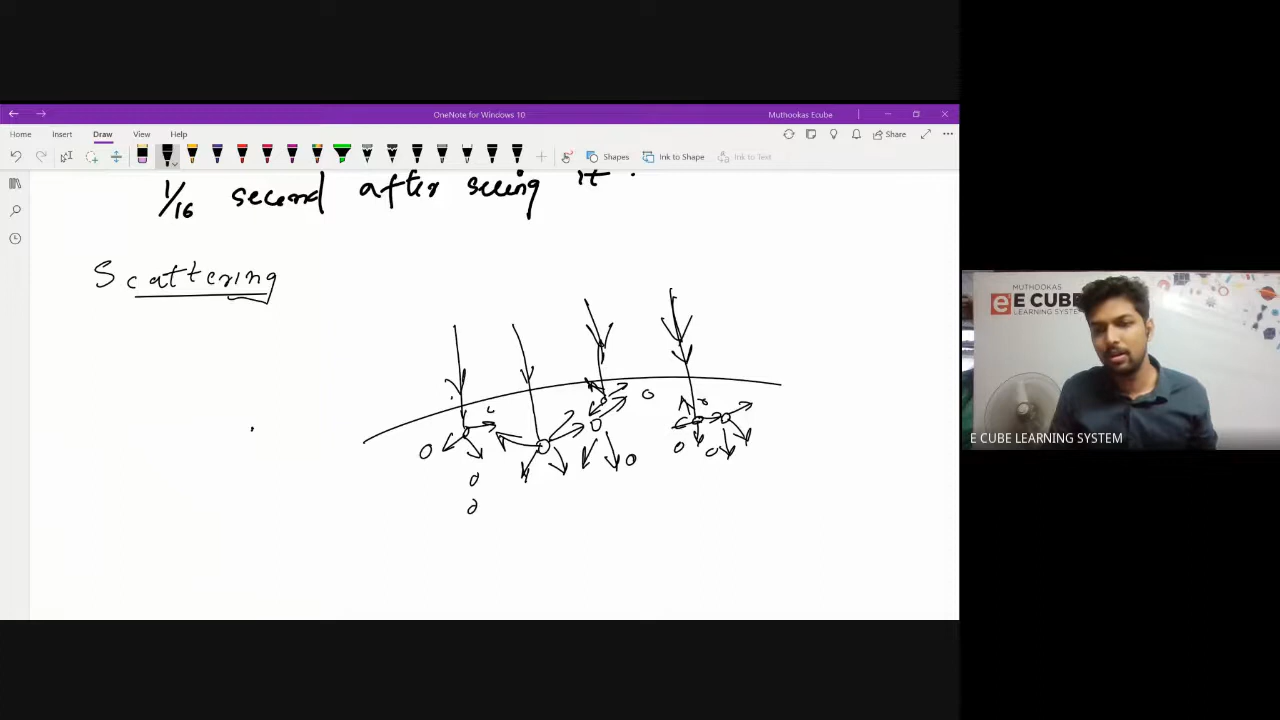 OneNote for Windows 10
Muthookas Ecube
Home Insert Draw View Help
Share
Shapes
Ink to Shape
Ink to Text
1/16 second after seeing it.
Scattering
MUTHOOKAS
E CUBE
LEARNING SYSTEM
E CUBE LEARNING SYSTEM